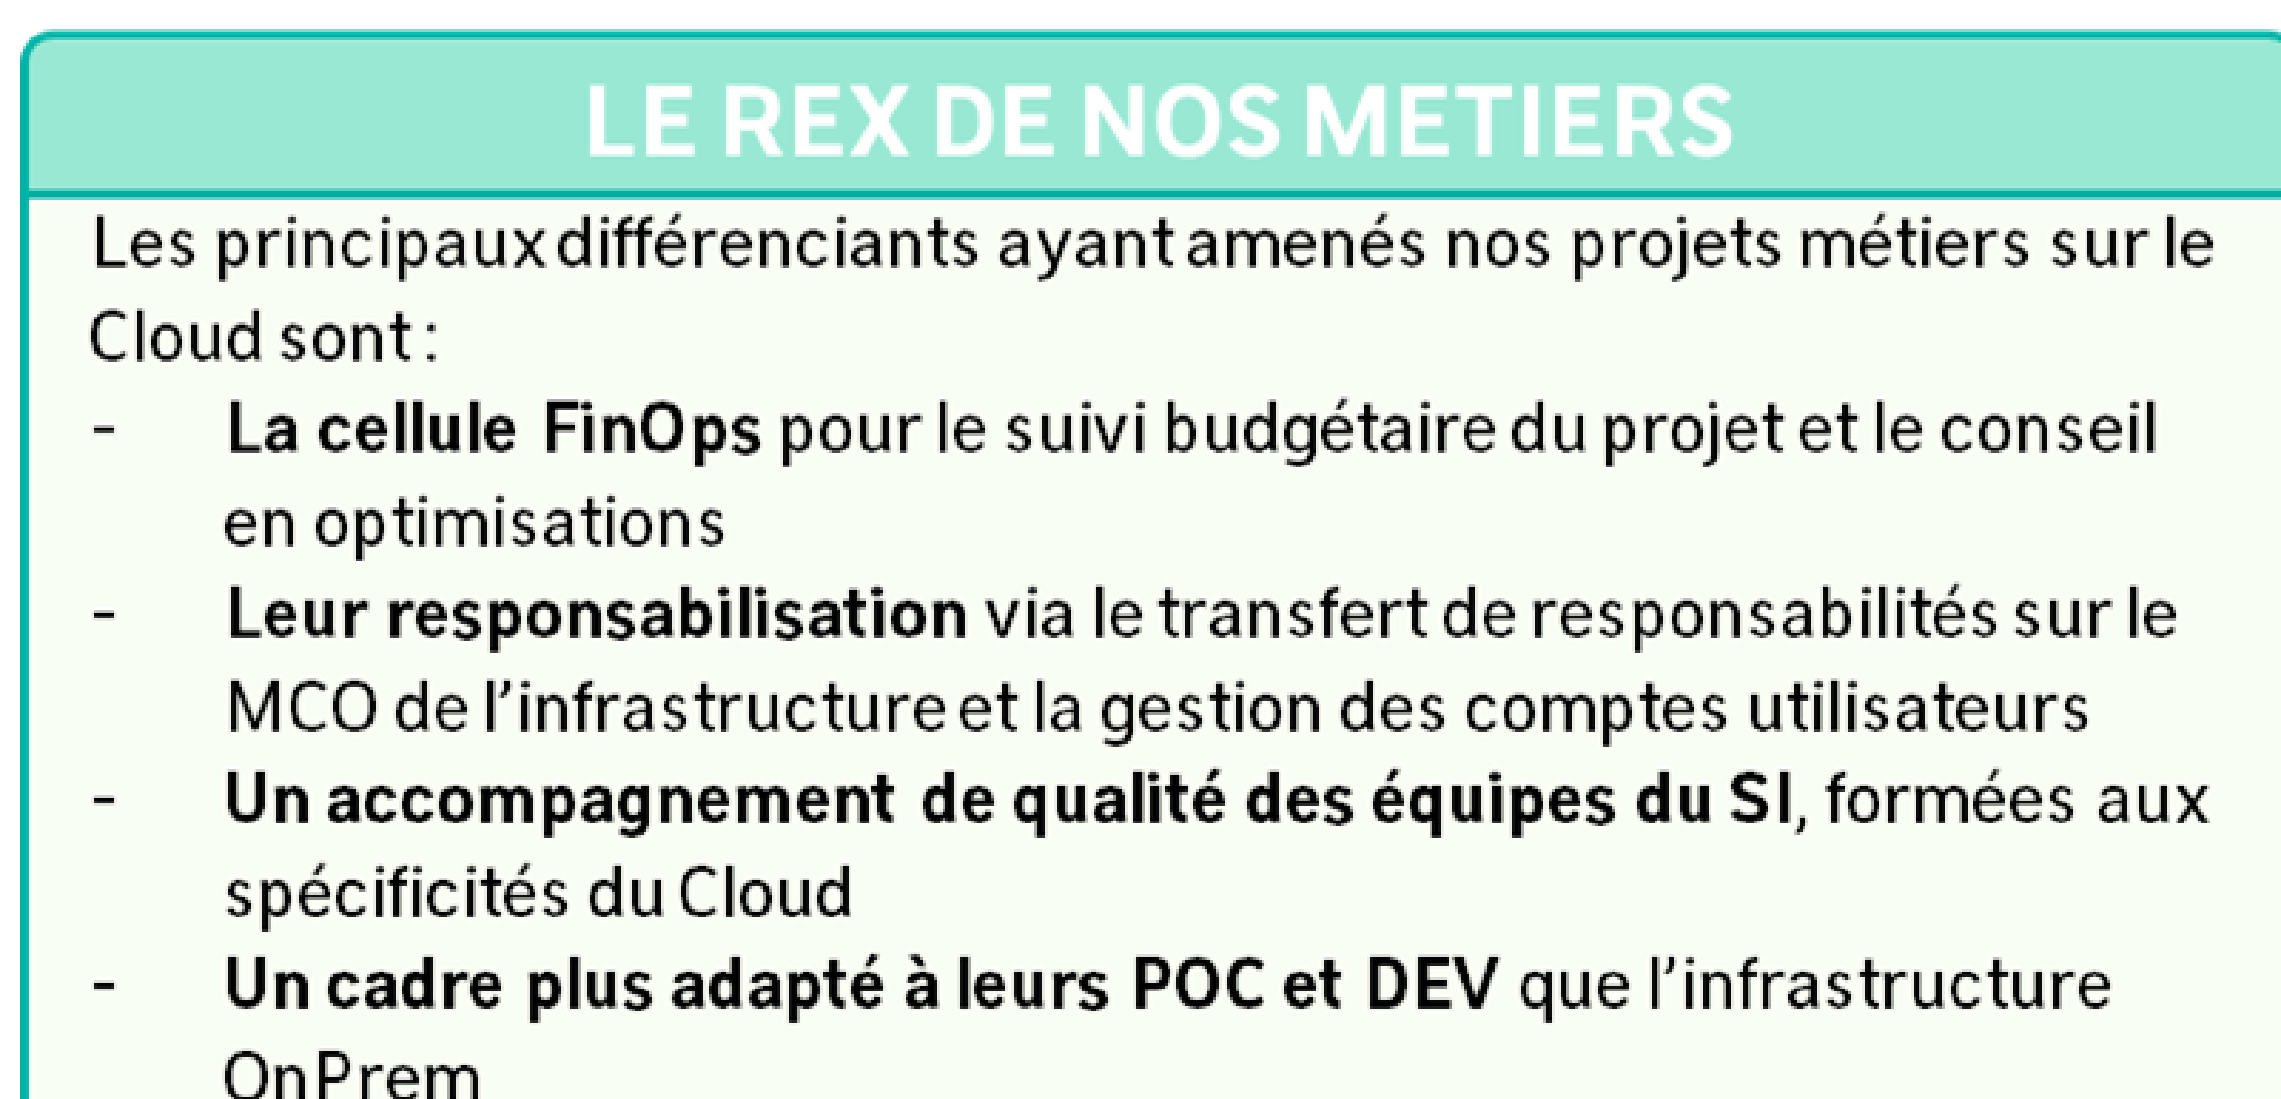 LE REX DE NOS METIERS
Les principaux différenciants ayant amenés nos projets métiers sur le
Cloud sont :
- La cellule FinOps pour le suivi budgétaire du projet et le conseil
en optimisations
- Leur responsabilisation via le transfert de responsabilités sur le
MCO de l’infrastructure et la gestion des comptes utilisateurs
- Un accompagnement de qualité des équipes du SI, formées aux
spécificités du Cloud
- Un cadre plus adapté à leurs POC et DEV que l’infrastructure
OnPrem